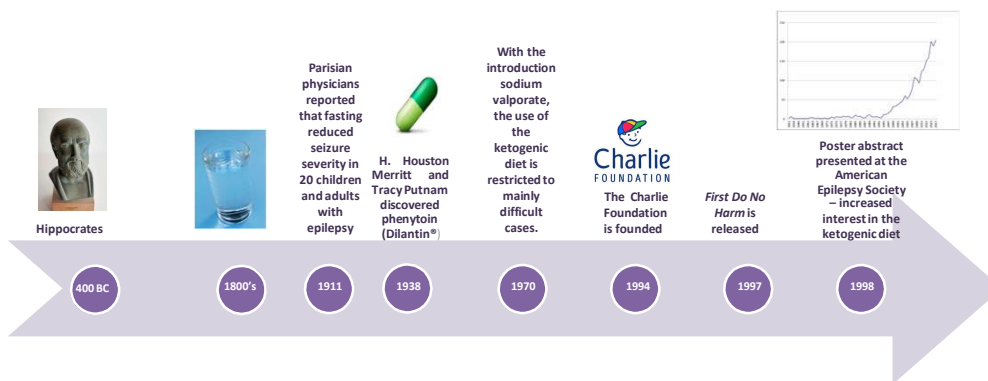 Hippocrates
Parisian
physicians
reported
that fasting
reduced
seizure
severity in
20 children
and adults
with
epilepsy
H. Houston
Merritt and
Tracy Putnam
discovered
phenytoin
(Dilantin®)
With the
introduction
sodium
valporate,
the use of
the
ketogenic
diet is
restricted to
mainly
difficult
cases.
Charlie
FOUNDATION
The Charlie
Foundation
is founded
First Do No
Harm is
released
Poster abstract
presented at the
American
Epilepsy Society
– increased
interest in the
ketogenic diet
400 BC
1800's
1911
1938
1970
1994
1997
1998